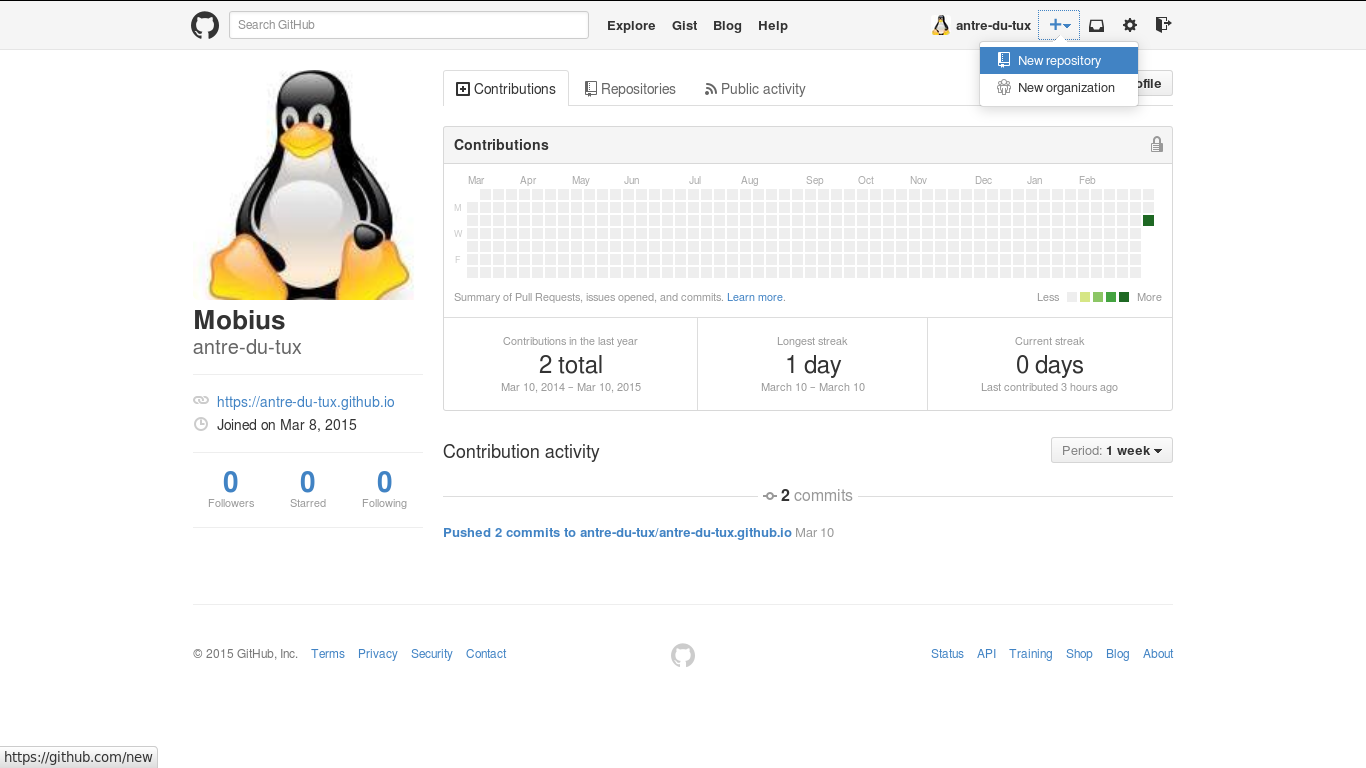 Search GitHub Explore Gist Blog Help antre-du-tux
New repository
New organization
ofile
Contributions Repositories Public activity
Contributions
Mar Apr May Jun Jul Aug Sep Oct Nov Dec Jan Feb
M
W
F
Summary of Pull Requests, issues opened, and commits. Learn more. Less More
Contributions in the last year
2 total
Mar 10, 2014 – Mar 10, 2015
Longest streak
1 day
March 10 – March 10
Current streak
0 days
Last contributed 3 hours ago
Mobius
antre-du-tux
https://antre-du-tux.github.io
Joined on Mar 8, 2015
0 0 0
Followers Starred Following
Contribution activity Period: 1 week
2 commits
Pushed 2 commits to antre-du-tux/antre-du-tux.github.io Mar 10
© 2015 GitHub, Inc. Terms Privacy Security Contact Status API Training Shop Blog About
https://github.com/new